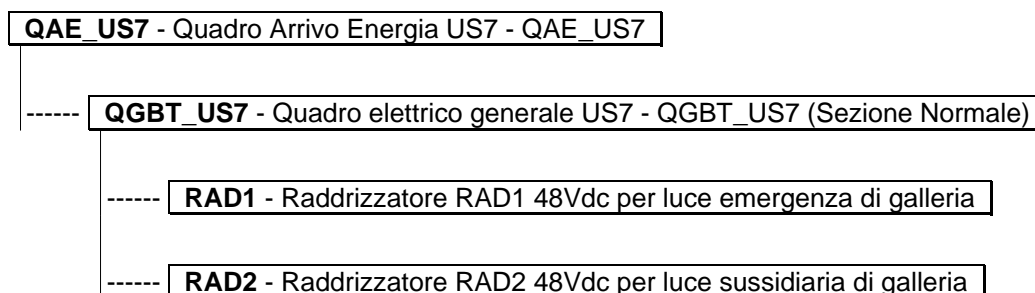 QAE_US7 - Quadro Arrivo Energia US7 - QAE_US7
------ QGBT_US7 - Quadro elettrico generale US7 - QGBT_US7 (Sezione Normale)
------ RAD1 - Raddrizzatore RAD1 48Vdc per luce emergenza di galleria
------ RAD2 - Raddrizzatore RAD2 48Vdc per luce sussidiaria di galleria